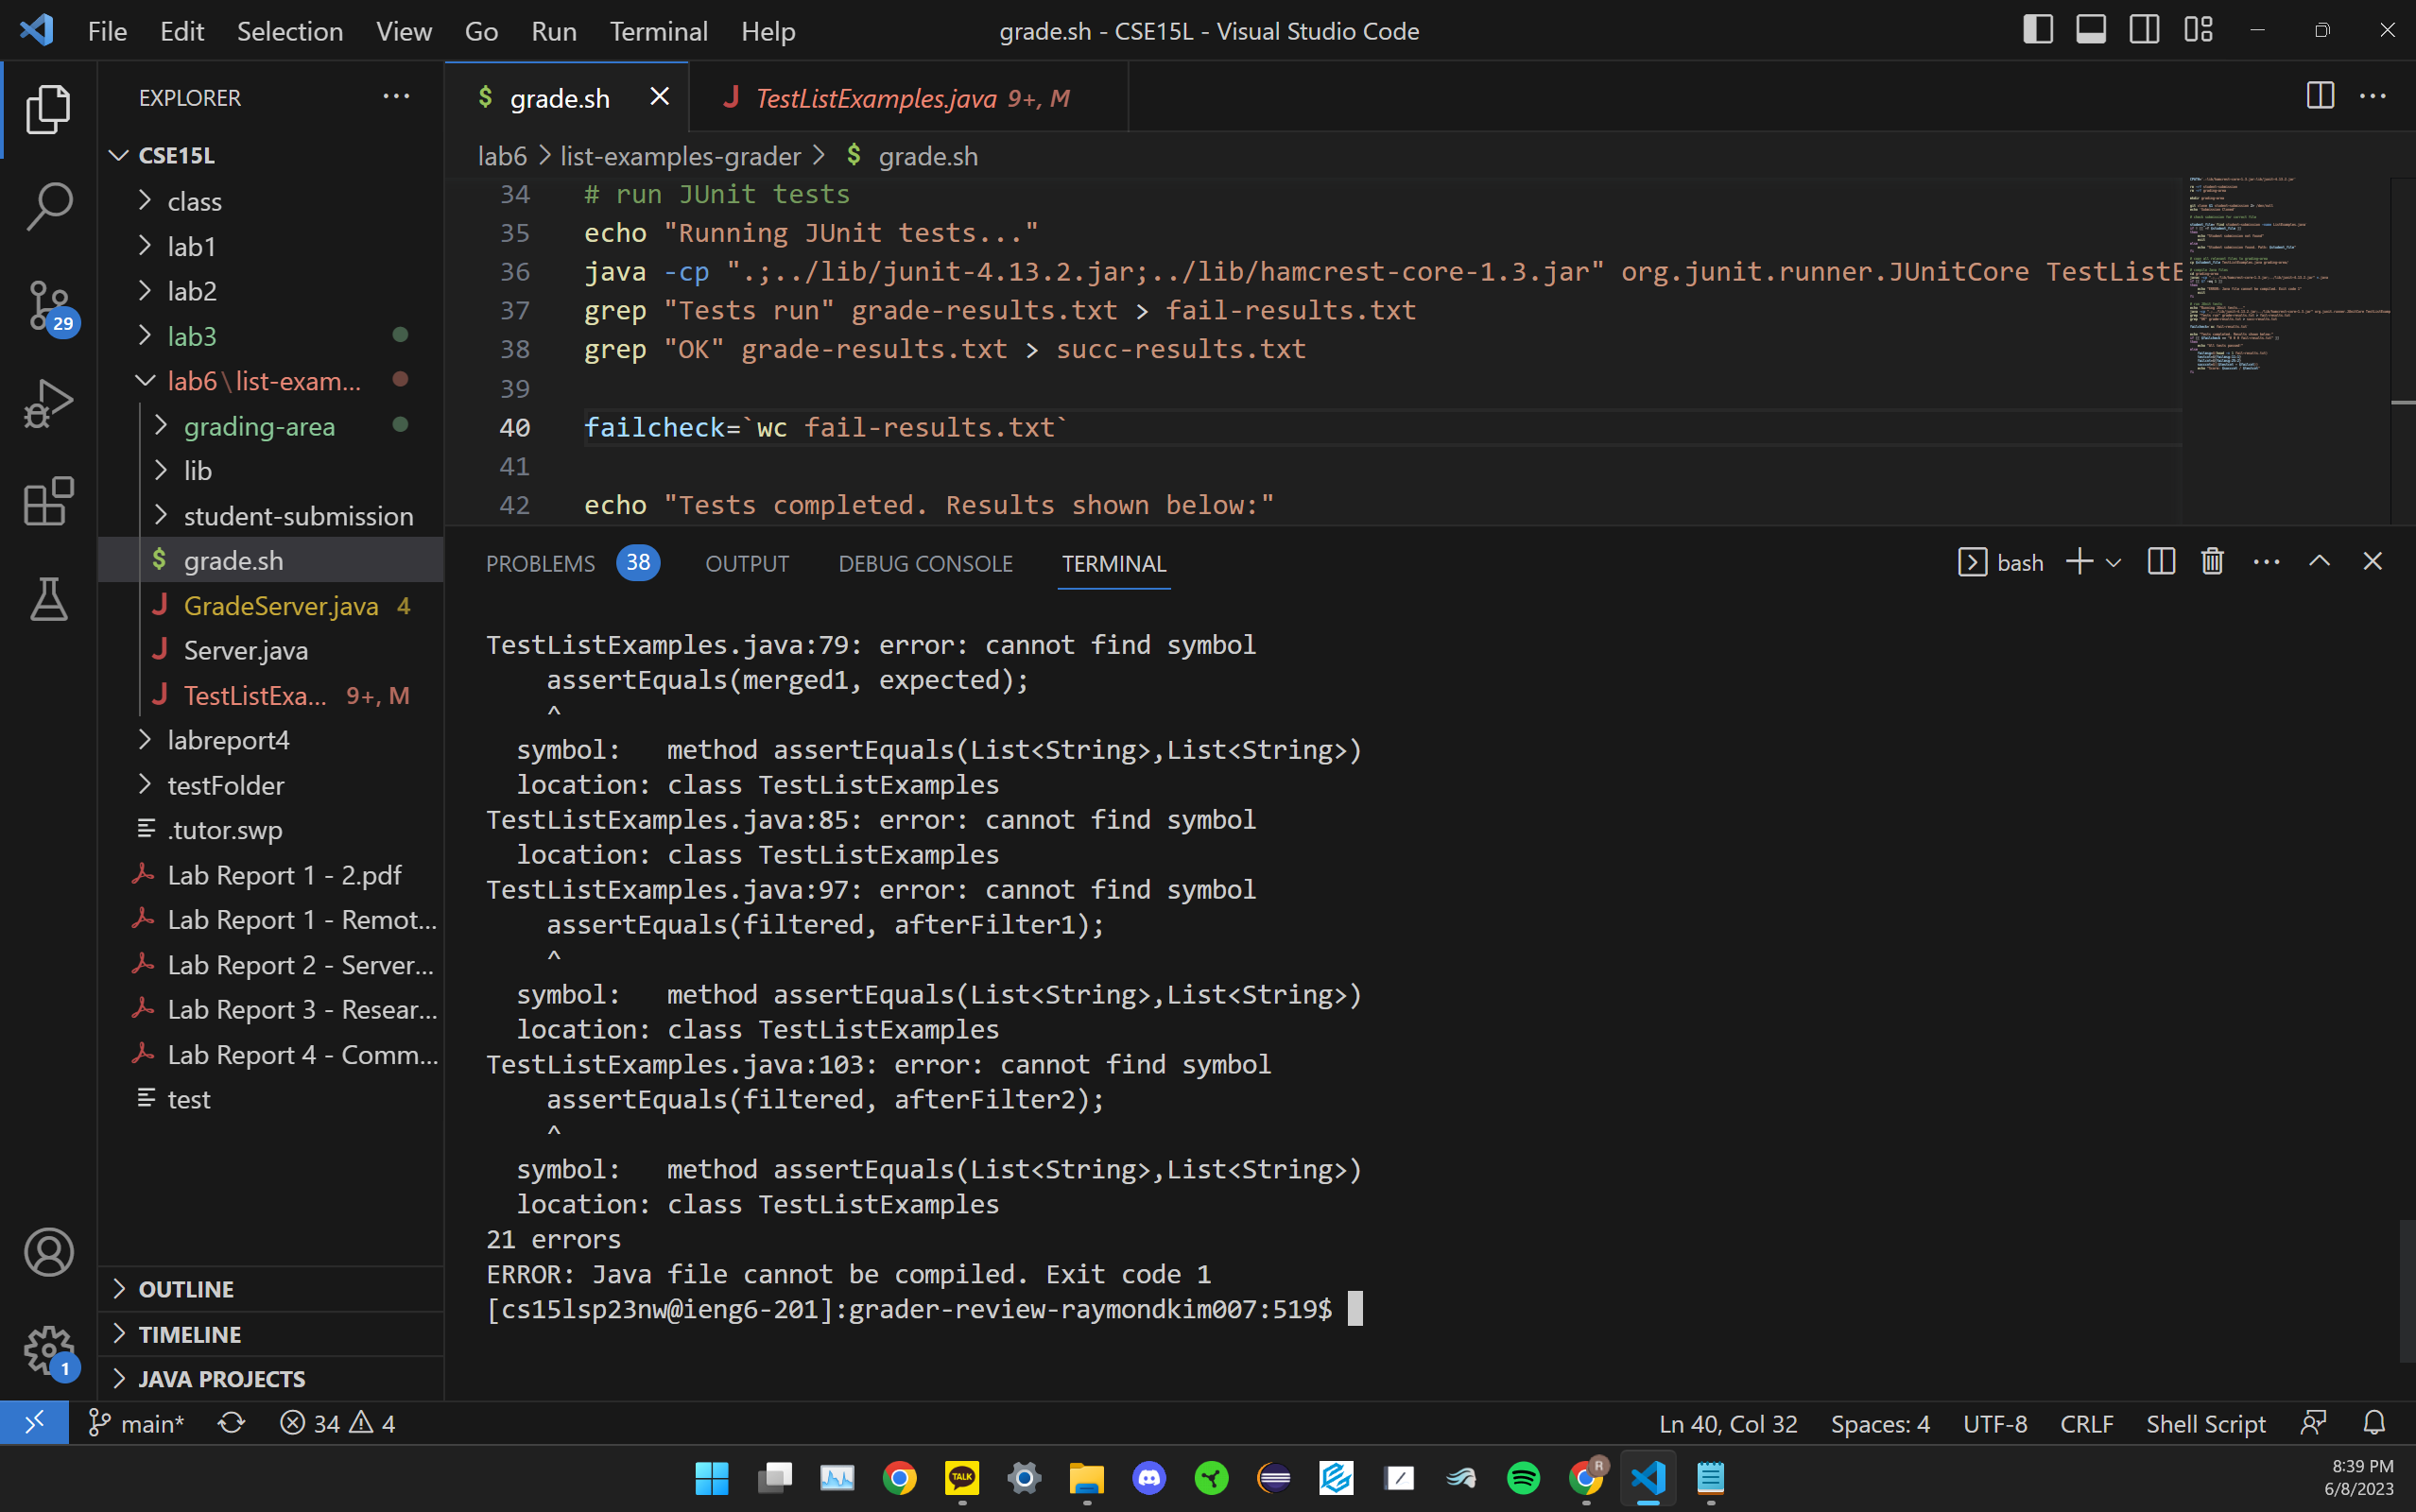 File Edit Selection View Go Run Terminal Help
grade.sh - CSE15L - Visual Studio Code
EXPLORER
CSE15L
class
lab1
lab2
lab3
lab6\list-exam...
grading-area
lib
student-submission
grade.sh
GradeServer.java 4
Server.java
TestListExa... 9+, M
labreport4
testFolder
.tutor.swp
Lab Report 1 - 2.pdf
Lab Report 1 - Remot...
Lab Report 2 - Server...
Lab Report 3 - Resear...
Lab Report 4 - Comm...
test
OUTLINE
TIMELINE
JAVA PROJECTS
29
1
$ grade.sh
J TestListExamples.java 9+, M
lab6 > list-examples-grader > $ grade.sh
34 # run JUnit tests
35 echo "Running JUnit tests..."
36 java -cp ".;../lib/junit-4.13.2.jar;../lib/hamcrest-core-1.3.jar" org.junit.runner.JUnitCore TestListE
37 grep "Tests run" grade-results.txt > fail-results.txt
38 grep "OK" grade-results.txt > succ-results.txt
39
40 failcheck=`wc fail-results.txt`
41
42 echo "Tests completed. Results shown below:"
PROBLEMS 38 OUTPUT DEBUG CONSOLE TERMINAL
bash
TestListExamples.java:79: error: cannot find symbol
assertEquals(merged1, expected);
^
symbol: method assertEquals(List<String>,List<String>)
location: class TestListExamples
TestListExamples.java:85: error: cannot find symbol
location: class TestListExamples
TestListExamples.java:97: error: cannot find symbol
assertEquals(filtered, afterFilter1);
^
symbol: method assertEquals(List<String>,List<String>)
location: class TestListExamples
TestListExamples.java:103: error: cannot find symbol
assertEquals(filtered, afterFilter2);
^
symbol: method assertEquals(List<String>,List<String>)
location: class TestListExamples
21 errors
ERROR: Java file cannot be compiled. Exit code 1
[cs15lsp23nw@ieng6-201]:grader-review-raymondkim007:519$
main* 34 4
Ln 40, Col 32 Spaces: 4 UTF-8 CRLF Shell Script
TALK
R
8:39 PM
6/8/2023